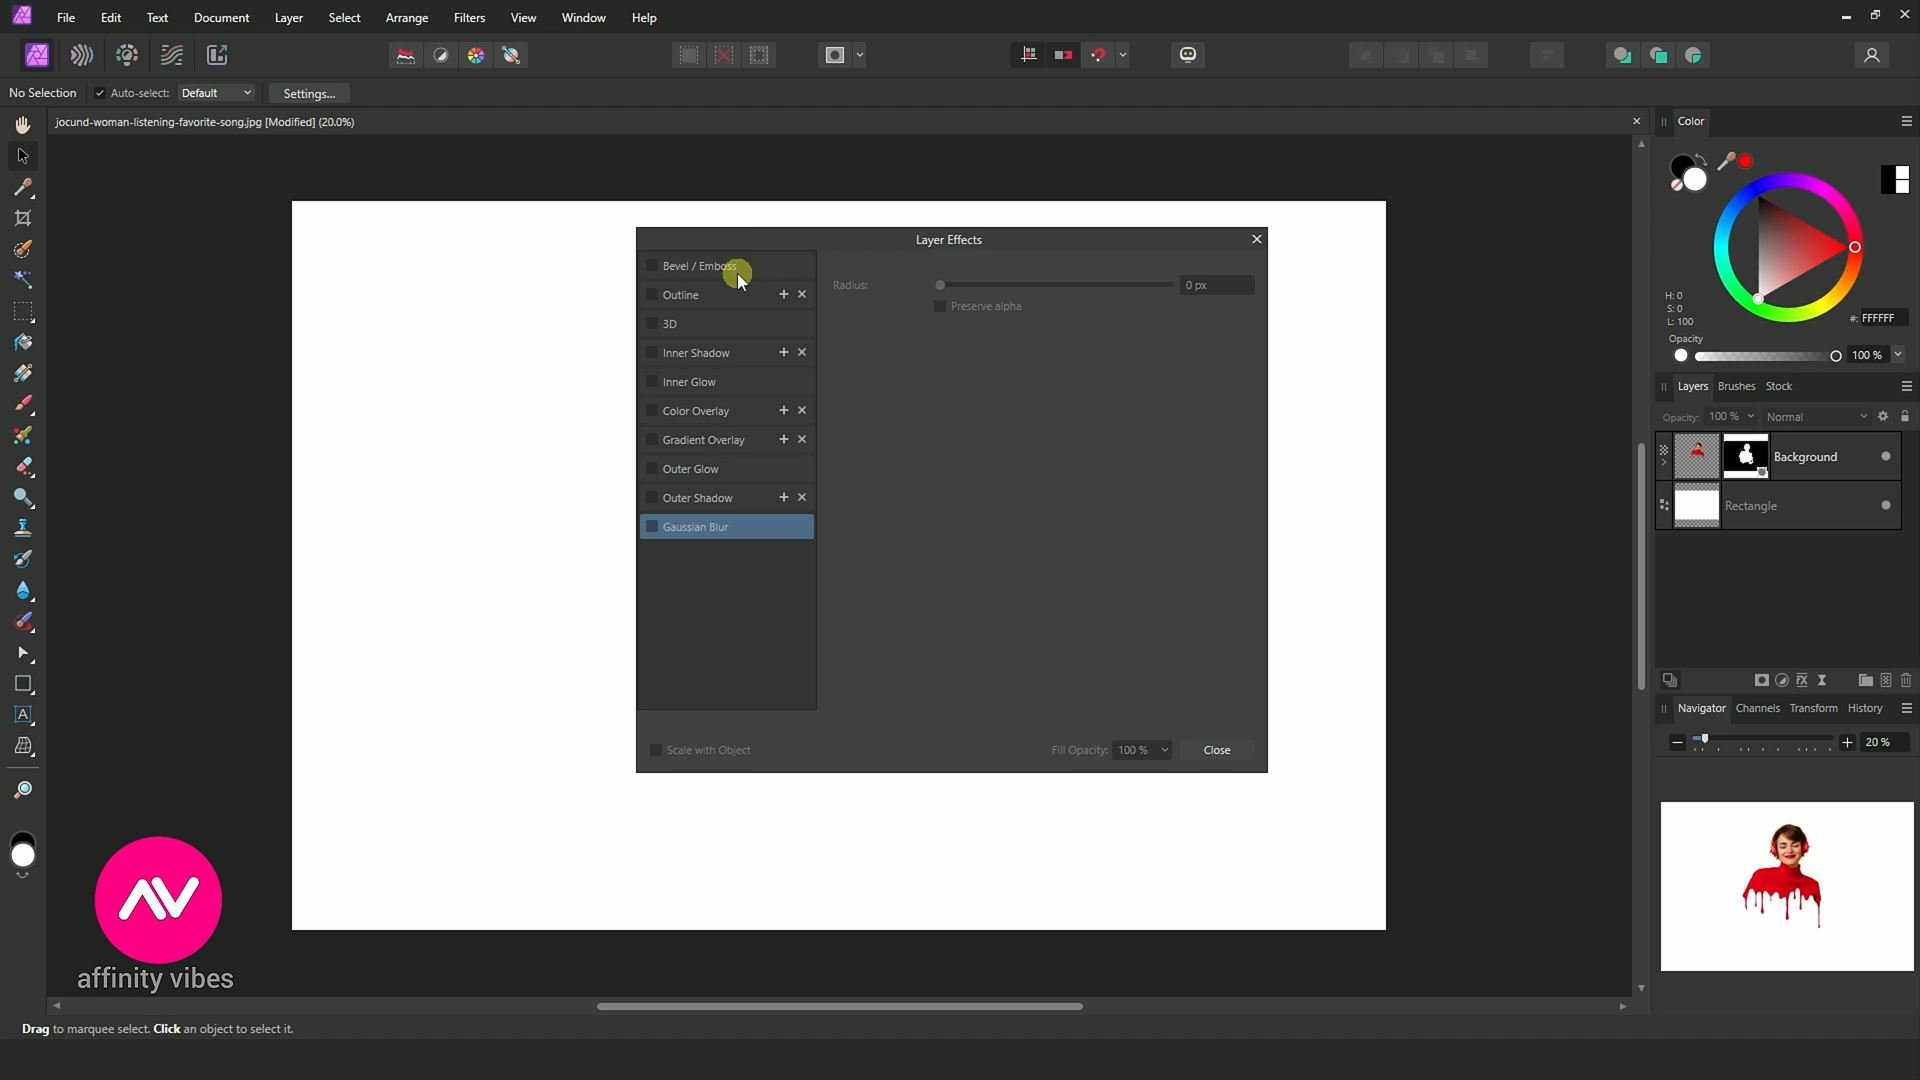 File Edit Text Document Layer Select Arrange Filters View Window Help
No Selection Auto-select: Default Settings...
jocund-woman-listening-favorite-song.jpg [Modified] (20.0%)
Color
H: 0
S: 0
L: 100
#: FFFFFF
Opacity
100 %
Layers Brushes Stock
Opacity: 100 % Normal
Background
Rectangle
Navigator Channels Transform History
20 %
Layer Effects
Bevel / Emboss
Outline
3D
Inner Shadow
Inner Glow
Color Overlay
Gradient Overlay
Outer Glow
Outer Shadow
Gaussian Blur
Radius: 0 px
Preserve alpha
Scale with Object
Fill Opacity: 100 % Close
AV
affinity vibes
Drag to marquee select. Click an object to select it.